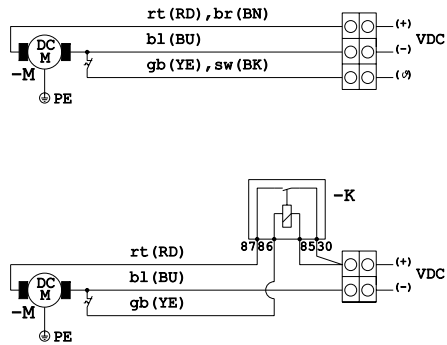 rt(RD),br(BN)
(+)
DC
M
bl(BU)
(-)
VDC
-M
gb(YE),sw(BK)
(ϑ)
PE
-K
87 86 85 30
rt(RD)
(+)
DC
M
bl(BU)
VDC
(-)
-M
gb(YE)
PE